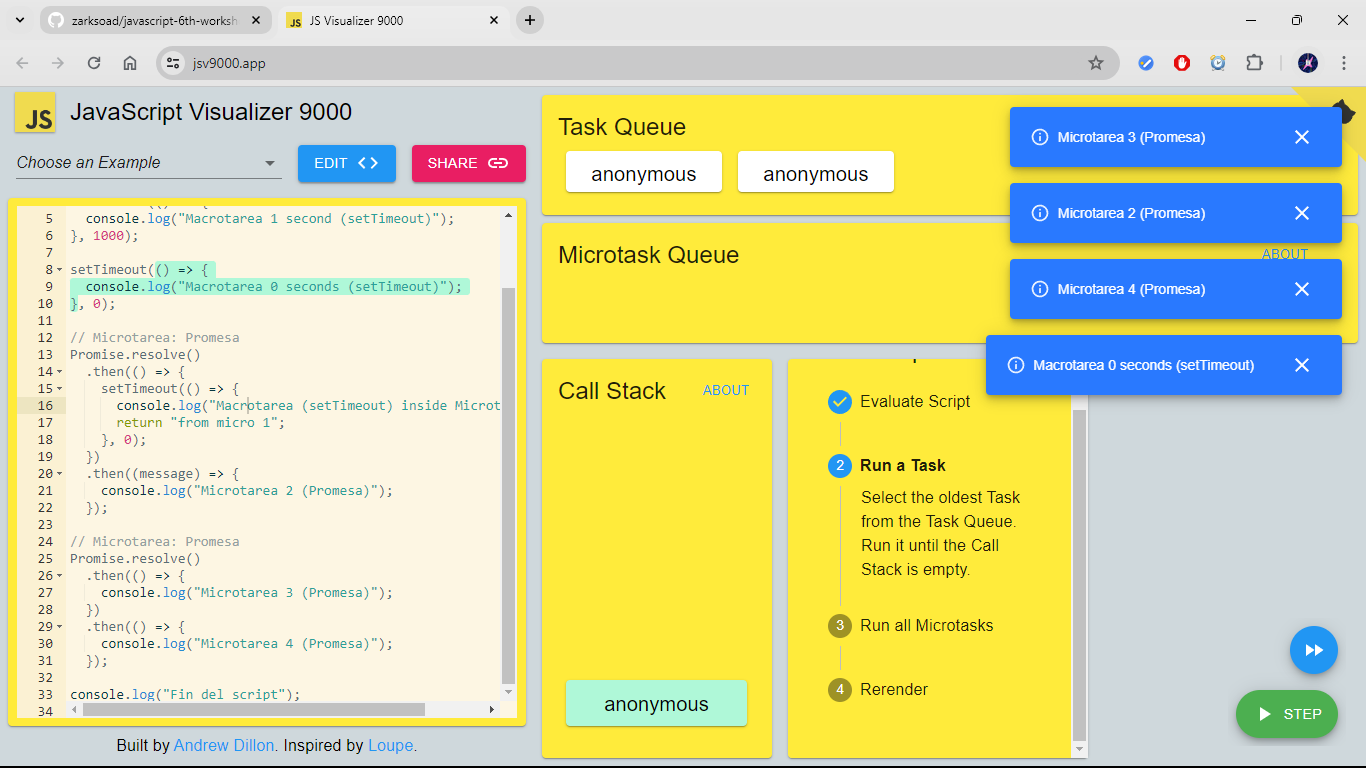 zarksoad/javascript-6th-worksh
JS Visualizer 9000
jsv9000.app
JS
JavaScript Visualizer 9000
Choose an Example
EDIT
SHARE
5 console.log("Macrotarea 1 second (setTimeout)");
6 }, 1000);
7
8 setTimeout(() => {
9 console.log("Macrotarea 0 seconds (setTimeout)");
10 }, 0);
11
12 // Microtarea: Promesa
13 Promise.resolve()
14 .then(() => {
15 setTimeout(() => {
16 console.log("Macrotarea (setTimeout) inside Microt
17 return "from micro 1";
18 }, 0);
19 })
20 .then((message) => {
21 console.log("Microtarea 2 (Promesa)");
22 });
23
24 // Microtarea: Promesa
25 Promise.resolve()
26 .then(() => {
27 console.log("Microtarea 3 (Promesa)");
28 })
29 .then(() => {
30 console.log("Microtarea 4 (Promesa)");
31 });
32
33 console.log("Fin del script");
34
Built by Andrew Dillon. Inspired by Loupe.
Task Queue
anonymous
anonymous
Microtask Queue
ABOUT
Microtarea 3 (Promesa)
Microtarea 2 (Promesa)
Microtarea 4 (Promesa)
Macrotarea 0 seconds (setTimeout)
Call Stack
ABOUT
anonymous
Evaluate Script
2 Run a Task
Select the oldest Task
from the Task Queue.
Run it until the Call
Stack is empty.
3 Run all Microtasks
4 Rerender
STEP